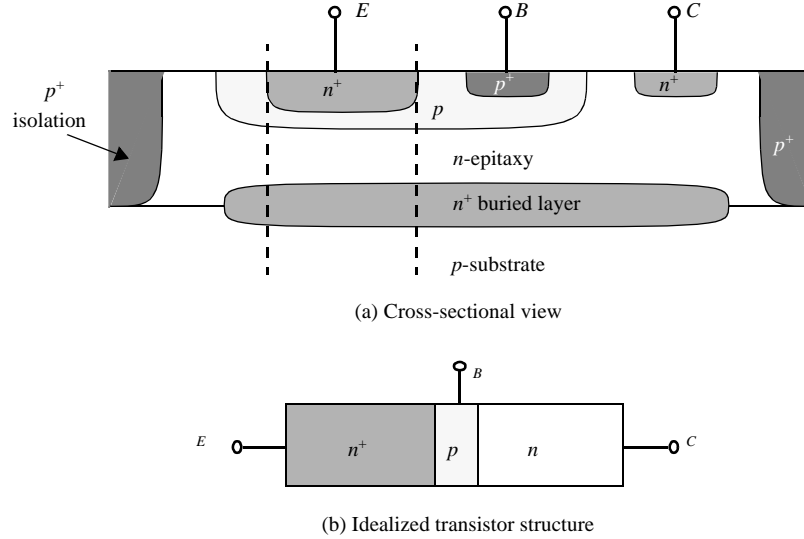 E B C
p+
isolation
n+ p+ n+
p
n-epitaxy p+
n+ buried layer
p-substrate
(a) Cross-sectional view
B
E n+ p n C
(b) Idealized transistor structure